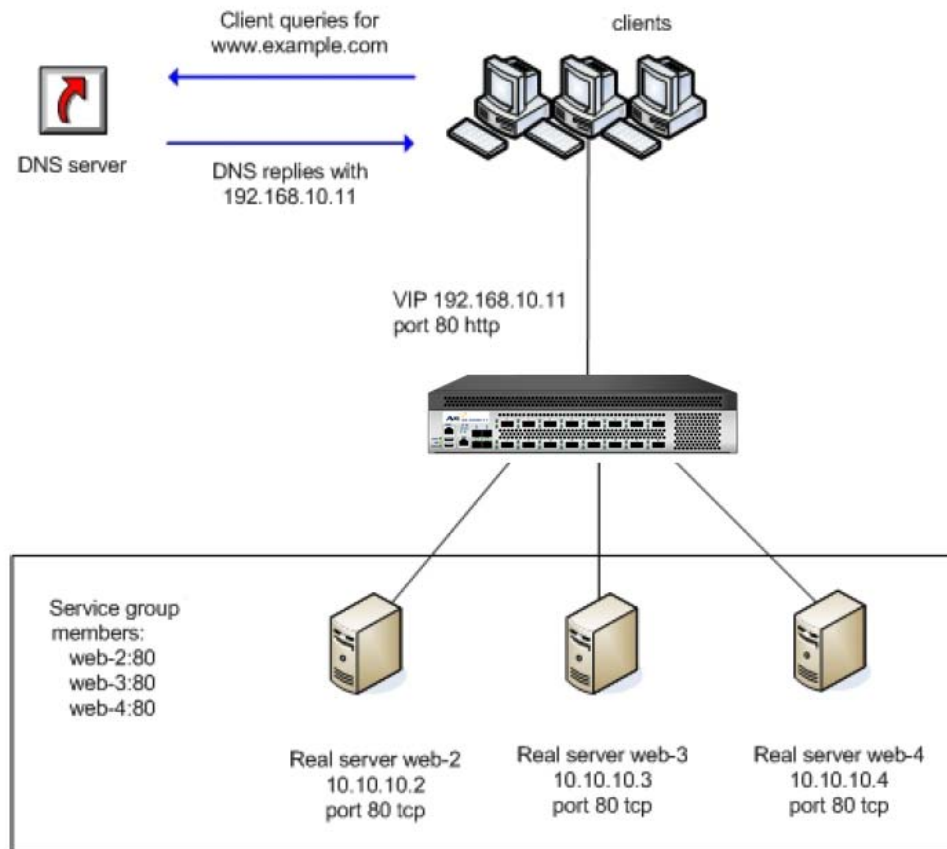 Client queries for
www.example.com
clients
DNS server
DNS replies with
192.168.10.11
VIP 192.168.10.11
port 80 http
Service group
members:
web-2:80
web-3:80
web-4:80
Real server web-2
10.10.10.2
port 80 tcp
Real server web-3
10.10.10.3
port 80 tcp
Real server web-4
10.10.10.4
port 80 tcp